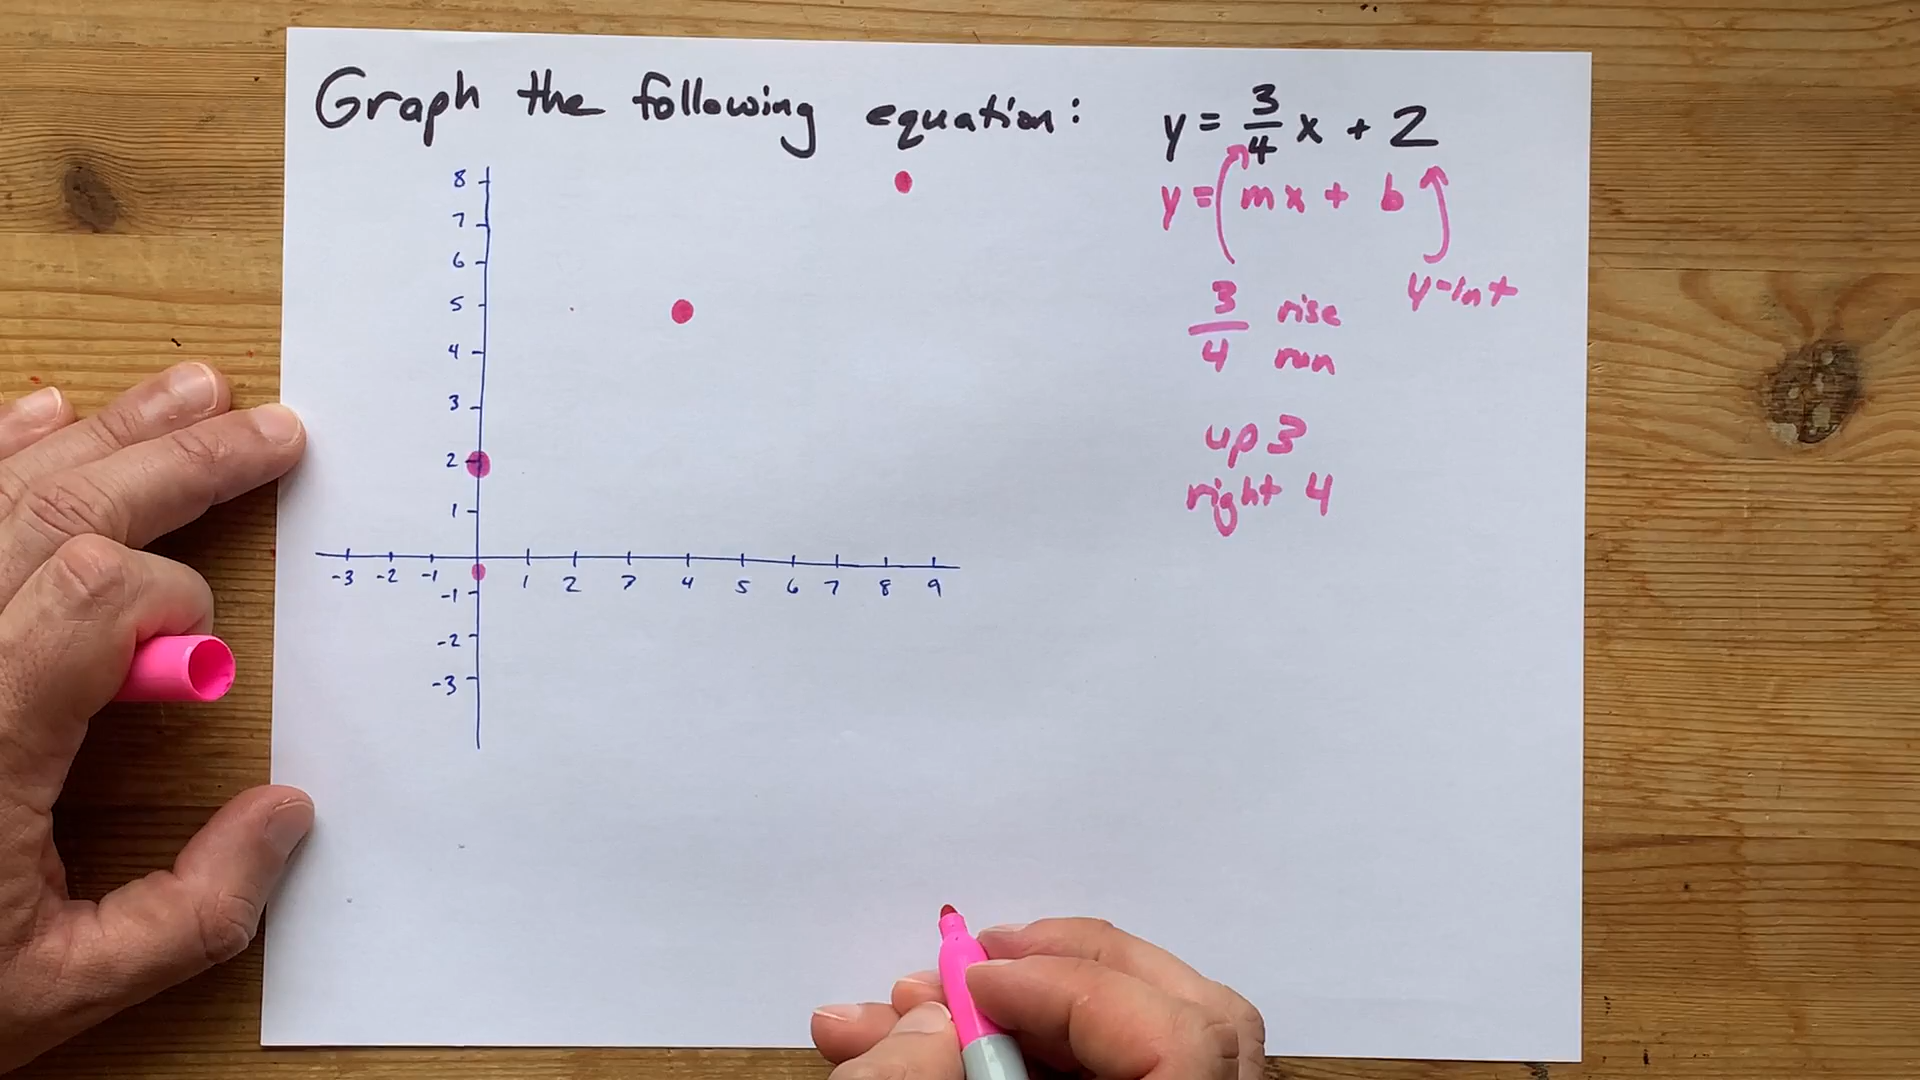 Graph the following equation: y = 3/4 x + 2
y = mx + b
y-int
3 rise
4 run
up 3
right 4
8
7
6
5
4
3
2
1
-3 -2 -1 1 2 3 4 5 6 7 8 9
-1
-2
-3